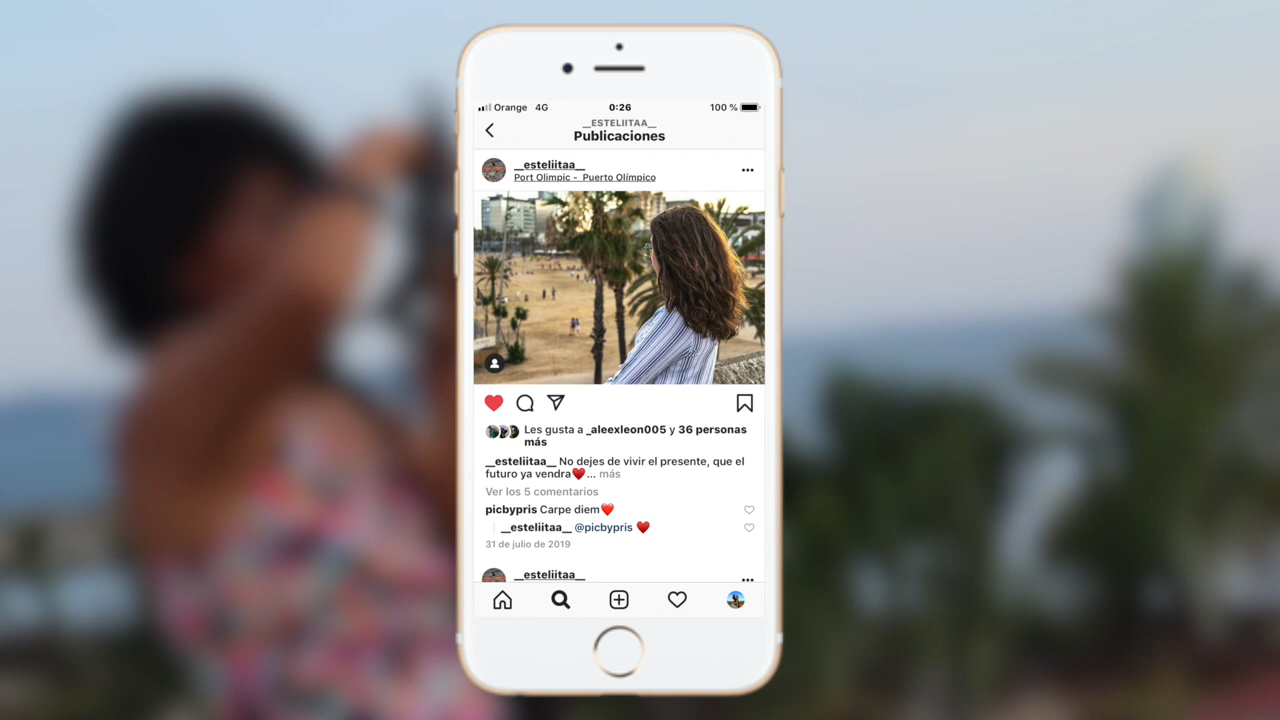 Orange 4G 0:26 100 %
__ESTELIITAA__
Publicaciones
__esteliitaa__
Port Olimpic - Puerto Olímpico
Les gusta a _aleexleon005 y 36 personas
más
__esteliitaa__ No dejes de vivir el presente, que el
futuro ya vendra❤️... más
Ver los 5 comentarios
picbypris Carpe diem❤️
__esteliitaa__ @picbypris ❤️
31 de julio de 2019
__esteliitaa__